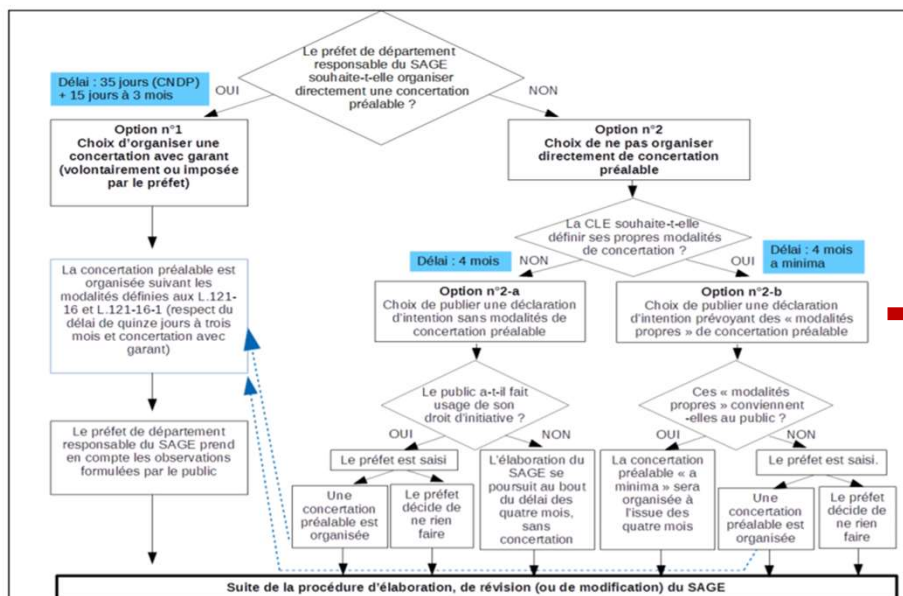 Le préfet de département
responsable du SAGE
souhaite-t-elle organiser
directement une concertation
préalable ?
Délai : 35 jours (CNDP)
+ 15 jours à 3 mois
OUI
NON
Option n°1
Choix d'organiser une
concertation avec garant
(volontairement ou imposée
par le préfet)
Option n°2
Choix de ne pas organiser
directement de concertation
préalable
La CLE souhaite-t-elle
définir ses propres modalités
de concertation ?
Délai : 4 mois
NON
OUI
Délai : 4 mois
a minima
La concertation préalable est
organisée suivant les
modalités définies aux L.121-
16 et L.121-16-1 (respect du
délai de quinze jours à trois
mois et concertation avec
garant)
Option n°2-a
Choix de publier une déclaration
d'intention sans modalités de
concertation préalable
Option n°2-b
Choix de publier une déclaration
d'intention prévoyant des « modalités
propres » de concertation préalable
Le public a-t-il fait
usage de son
droit d'initiative ?
Ces « modalités
propres » conviennent
-elles au public ?
OUI
NON
OUI
NON
Le préfet de département
responsable du SAGE prend
en compte les observations
formulées par le public
Le préfet est saisi
Une
concertation
préalable est
organisée
Le préfet
décide de
ne rien
faire
L'élaboration du
SAGE se
poursuit au bout
du délai des
quatre mois,
sans
concertation
La concertation
préalable « a
minima » sera
organisée à
l'issue des
quatre mois
Le préfet est saisi.
Une
concertation
préalable est
organisée
Le préfet
décide de
ne rien
faire
Suite de la procédure d'élaboration, de révision (ou de modification) du SAGE